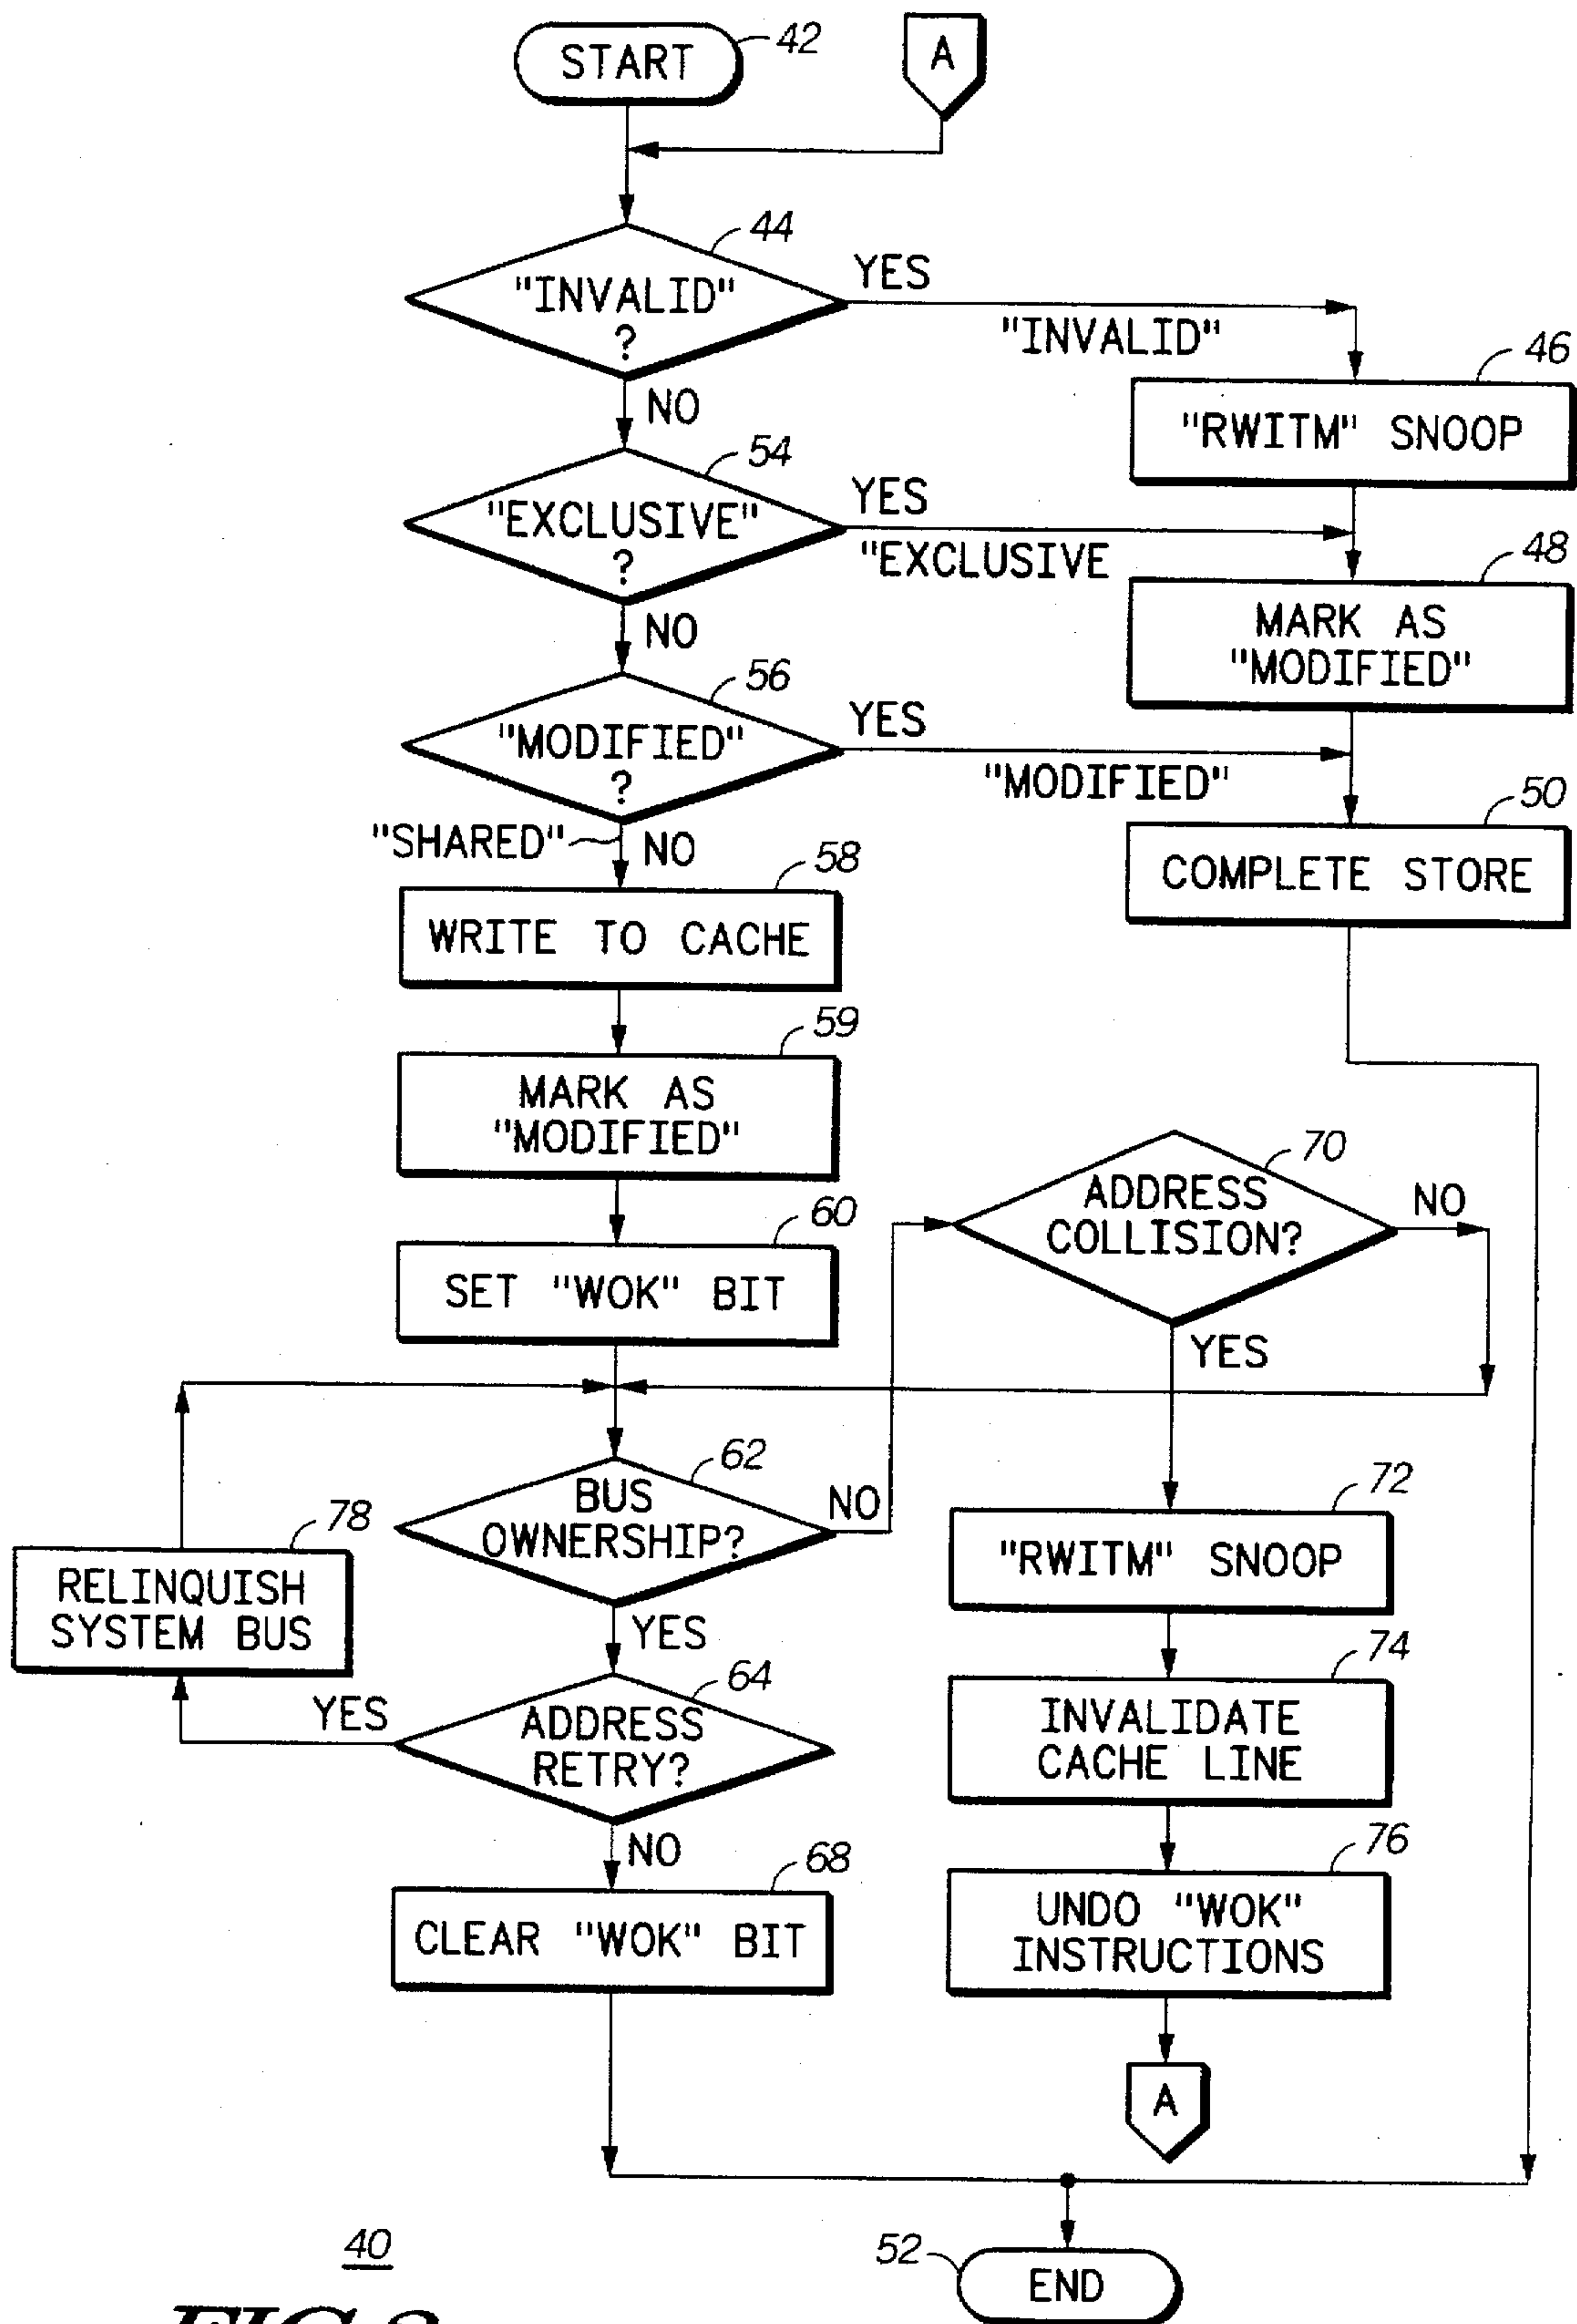 START
42
A
44
"INVALID"
?
YES
"INVALID"
NO
46
"RWITM" SNOOP
54
"EXCLUSIVE"
?
YES
"EXCLUSIVE
NO
48
MARK AS
"MODIFIED"
56
"MODIFIED"
?
YES
"MODIFIED"
"SHARED"
NO
50
COMPLETE STORE
58
WRITE TO CACHE
59
MARK AS
"MODIFIED"
60
SET "WOK" BIT
70
ADDRESS
COLLISION?
NO
YES
62
BUS
OWNERSHIP?
NO
YES
78
RELINQUISH
SYSTEM BUS
72
"RWITM" SNOOP
64
ADDRESS
RETRY?
YES
NO
74
INVALIDATE
CACHE LINE
68
CLEAR "WOK" BIT
76
UNDO "WOK"
INSTRUCTIONS
A
52
END
40